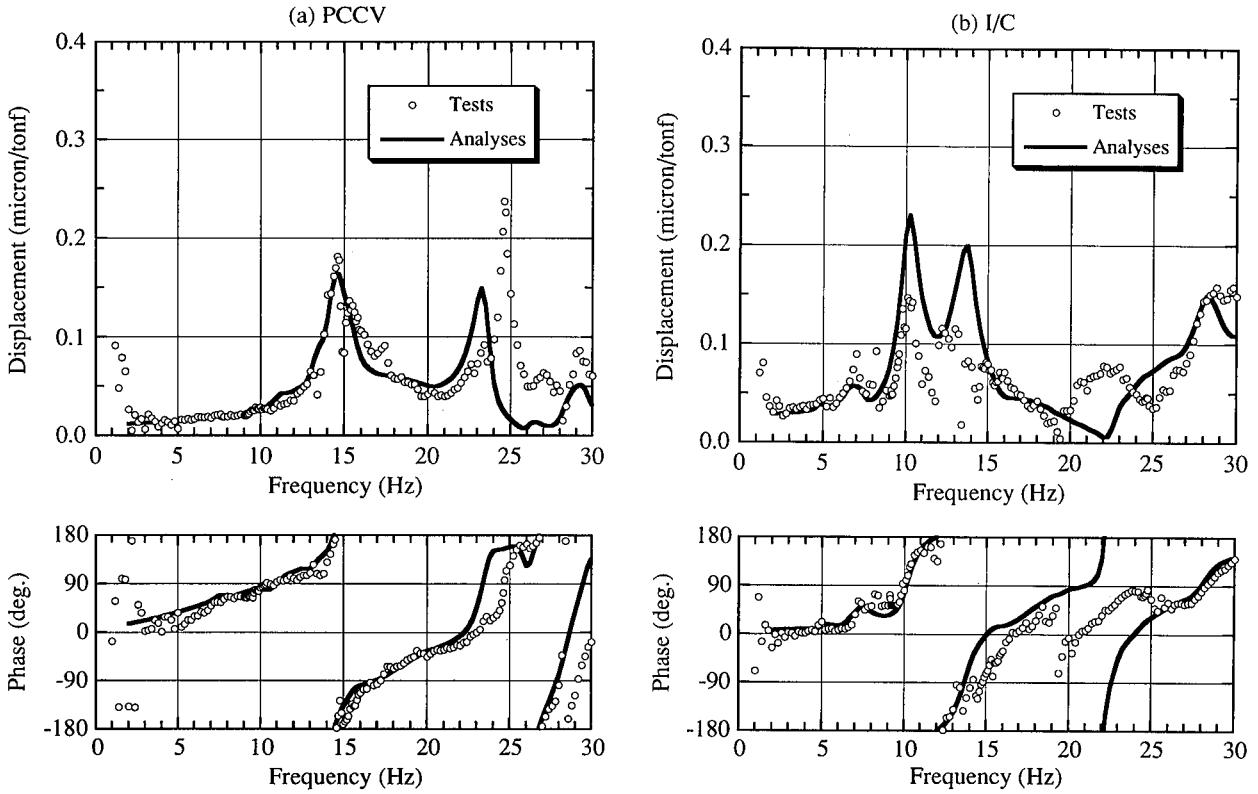 (a) PCCV
Displacement (micron/tonf)
0.4
0.3
0.2
0.1
0.0
Tests
Analyses
0 5 10 15 20 25 30
Frequency (Hz)
Phase (deg.)
180
90
0
-90
-180
0 5 10 15 20 25 30
Frequency (Hz)
(b) I/C
Displacement (micron/tonf)
0.4
0.3
0.2
0.1
0.0
Tests
Analyses
0 5 10 15 20 25 30
Frequency (Hz)
Phase (deg.)
180
90
0
-90
-180
0 5 10 15 20 25 30
Frequency (Hz)